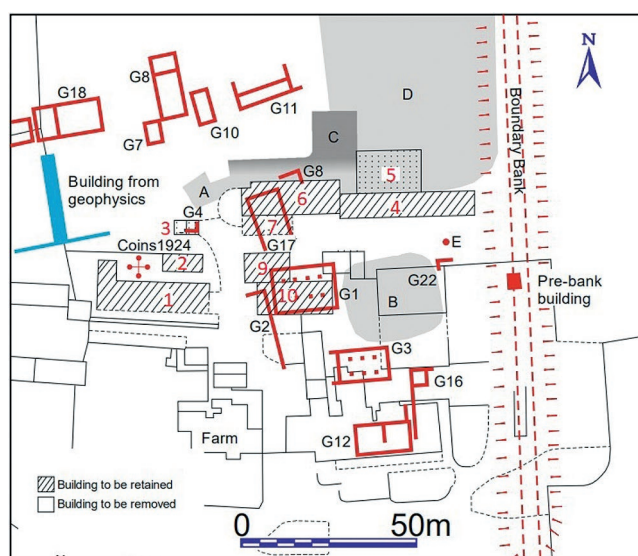 N
G18
G8
G7
G10
G11
D
C
A
5
G8
6
4
Boundary Bank
Building from
geophysics
3
G4
7
G17
E
Coins1924
2
9
G22
1
10
G1
B
Pre-bank
building
G2
G3
G16
Farm
G12
Building to be retained
Building to be removed
0
50m